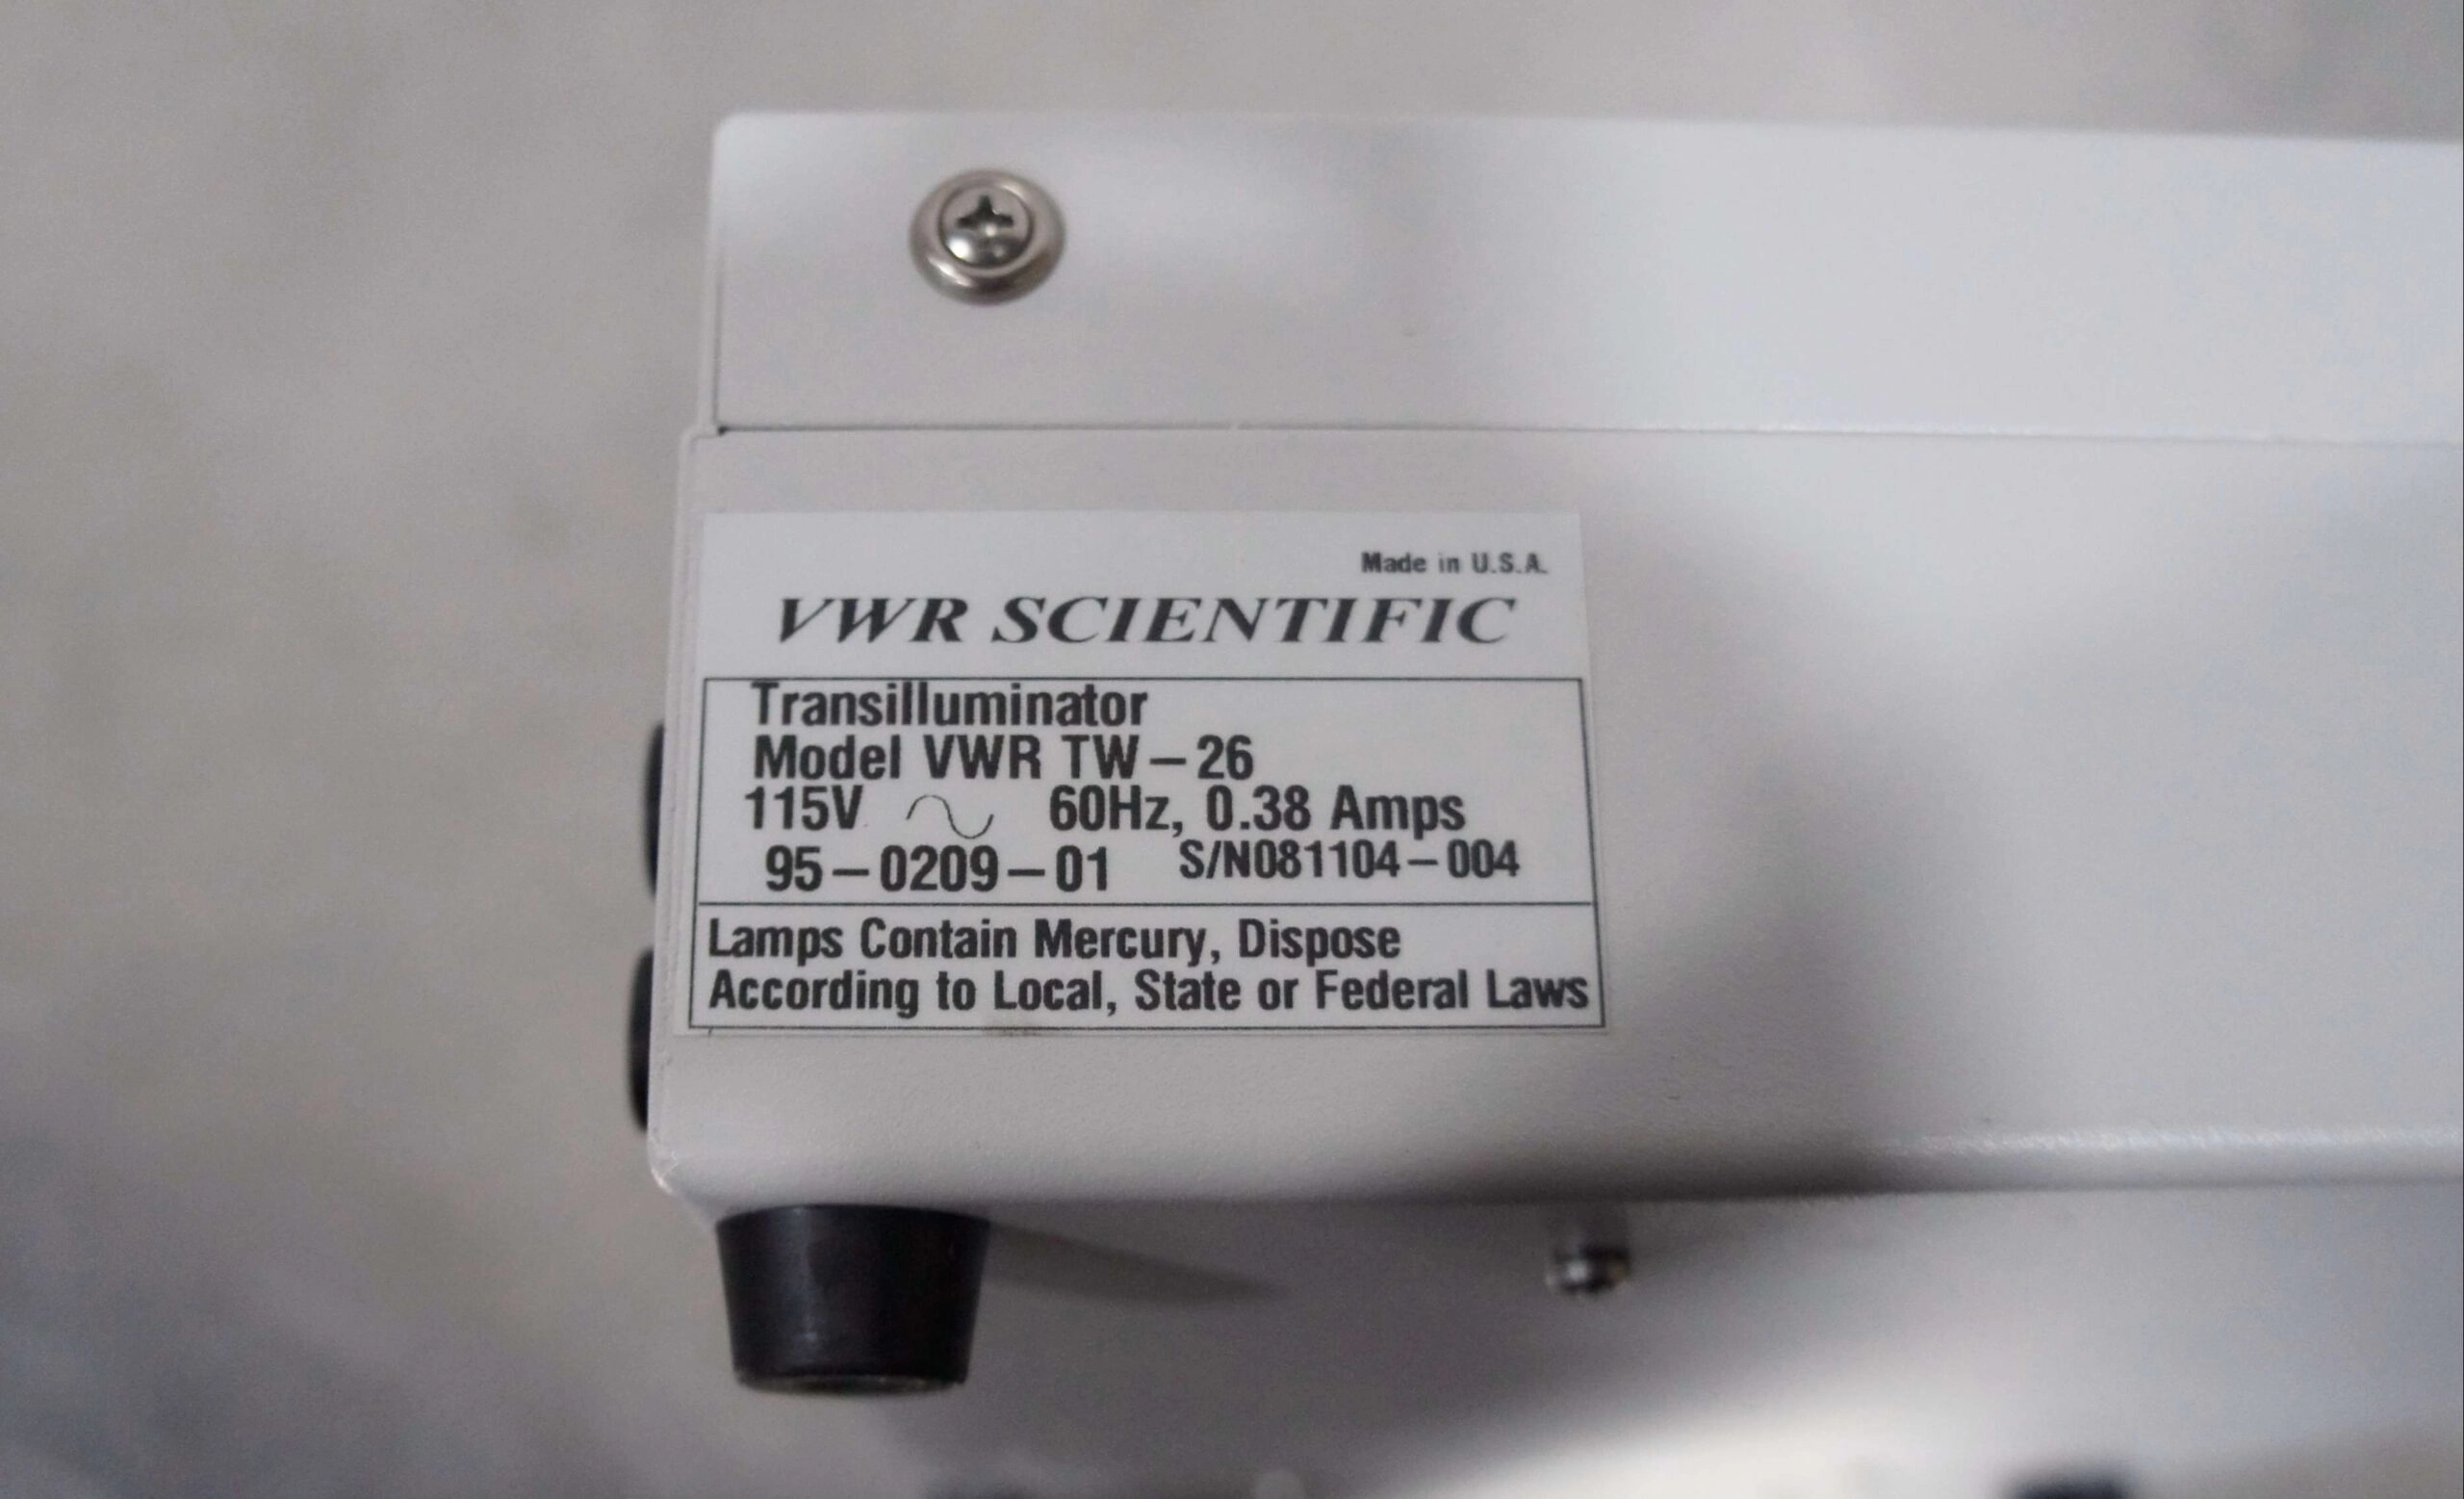 Made in U.S.A.
VWR SCIENTIFIC
Transilluminator
Model VWR TW-26
115V ~ 60Hz, 0.38 Amps
95-0209-01 S/N081104-004
Lamps Contain Mercury, Dispose
According to Local, State or Federal Laws